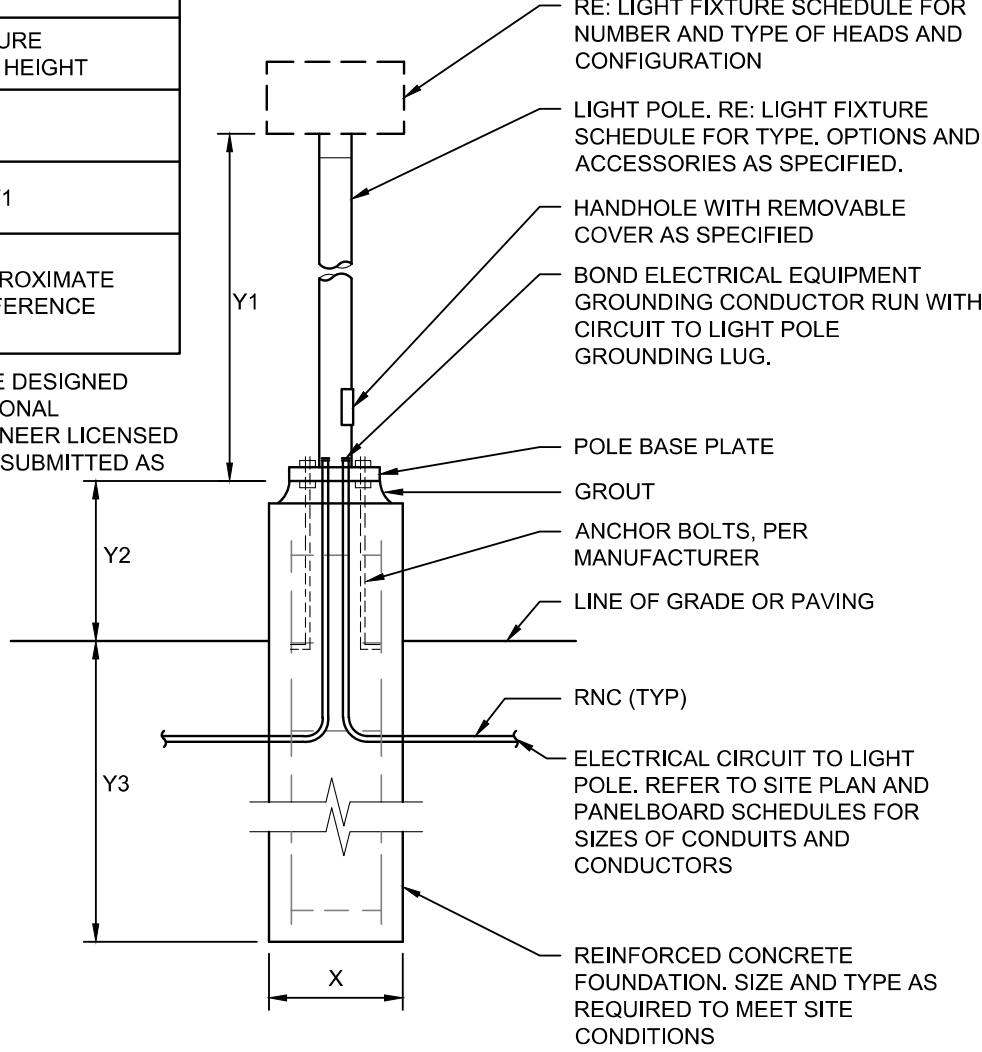 URE
HEIGHT
1
ROXIMATE
FERENCE
E DESIGNED
ONAL
NEER LICENSED
SUBMITTED AS
RE: LIGHT FIXTURE SCHEDULE FOR
NUMBER AND TYPE OF HEADS AND
CONFIGURATION
LIGHT POLE. RE: LIGHT FIXTURE
SCHEDULE FOR TYPE. OPTIONS AND
ACCESSORIES AS SPECIFIED.
HANDHOLE WITH REMOVABLE
COVER AS SPECIFIED
BOND ELECTRICAL EQUIPMENT
GROUNDING CONDUCTOR RUN WITH
CIRCUIT TO LIGHT POLE
GROUNDING LUG.
POLE BASE PLATE
GROUT
ANCHOR BOLTS, PER
MANUFACTURER
LINE OF GRADE OR PAVING
RNC (TYP)
ELECTRICAL CIRCUIT TO LIGHT
POLE. REFER TO SITE PLAN AND
PANELBOARD SCHEDULES FOR
SIZES OF CONDUITS AND
CONDUCTORS
REINFORCED CONCRETE
FOUNDATION. SIZE AND TYPE AS
REQUIRED TO MEET SITE
CONDITIONS
Y1
Y2
Y3
X